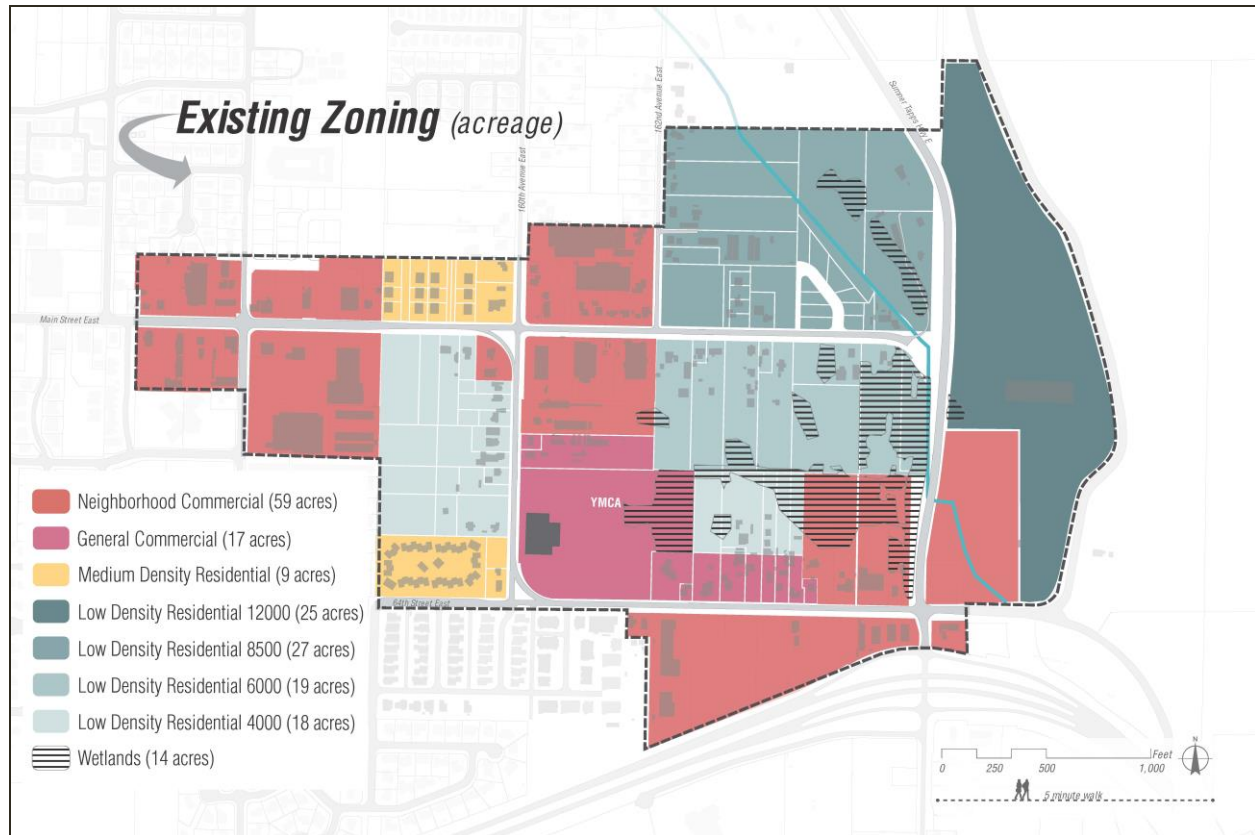 Existing Zoning (acreage)
160th Avenue East
162nd Avenue East
Sumner Tapps Hwy E
Main Street East
YMCA
64th Street East
Neighborhood Commercial (59 acres)
General Commercial (17 acres)
Medium Density Residential (9 acres)
Low Density Residential 12000 (25 acres)
Low Density Residential 8500 (27 acres)
Low Density Residential 6000 (19 acres)
Low Density Residential 4000 (18 acres)
Wetlands (14 acres)
N
Feet
0 250 500 1,000
5 minute walk